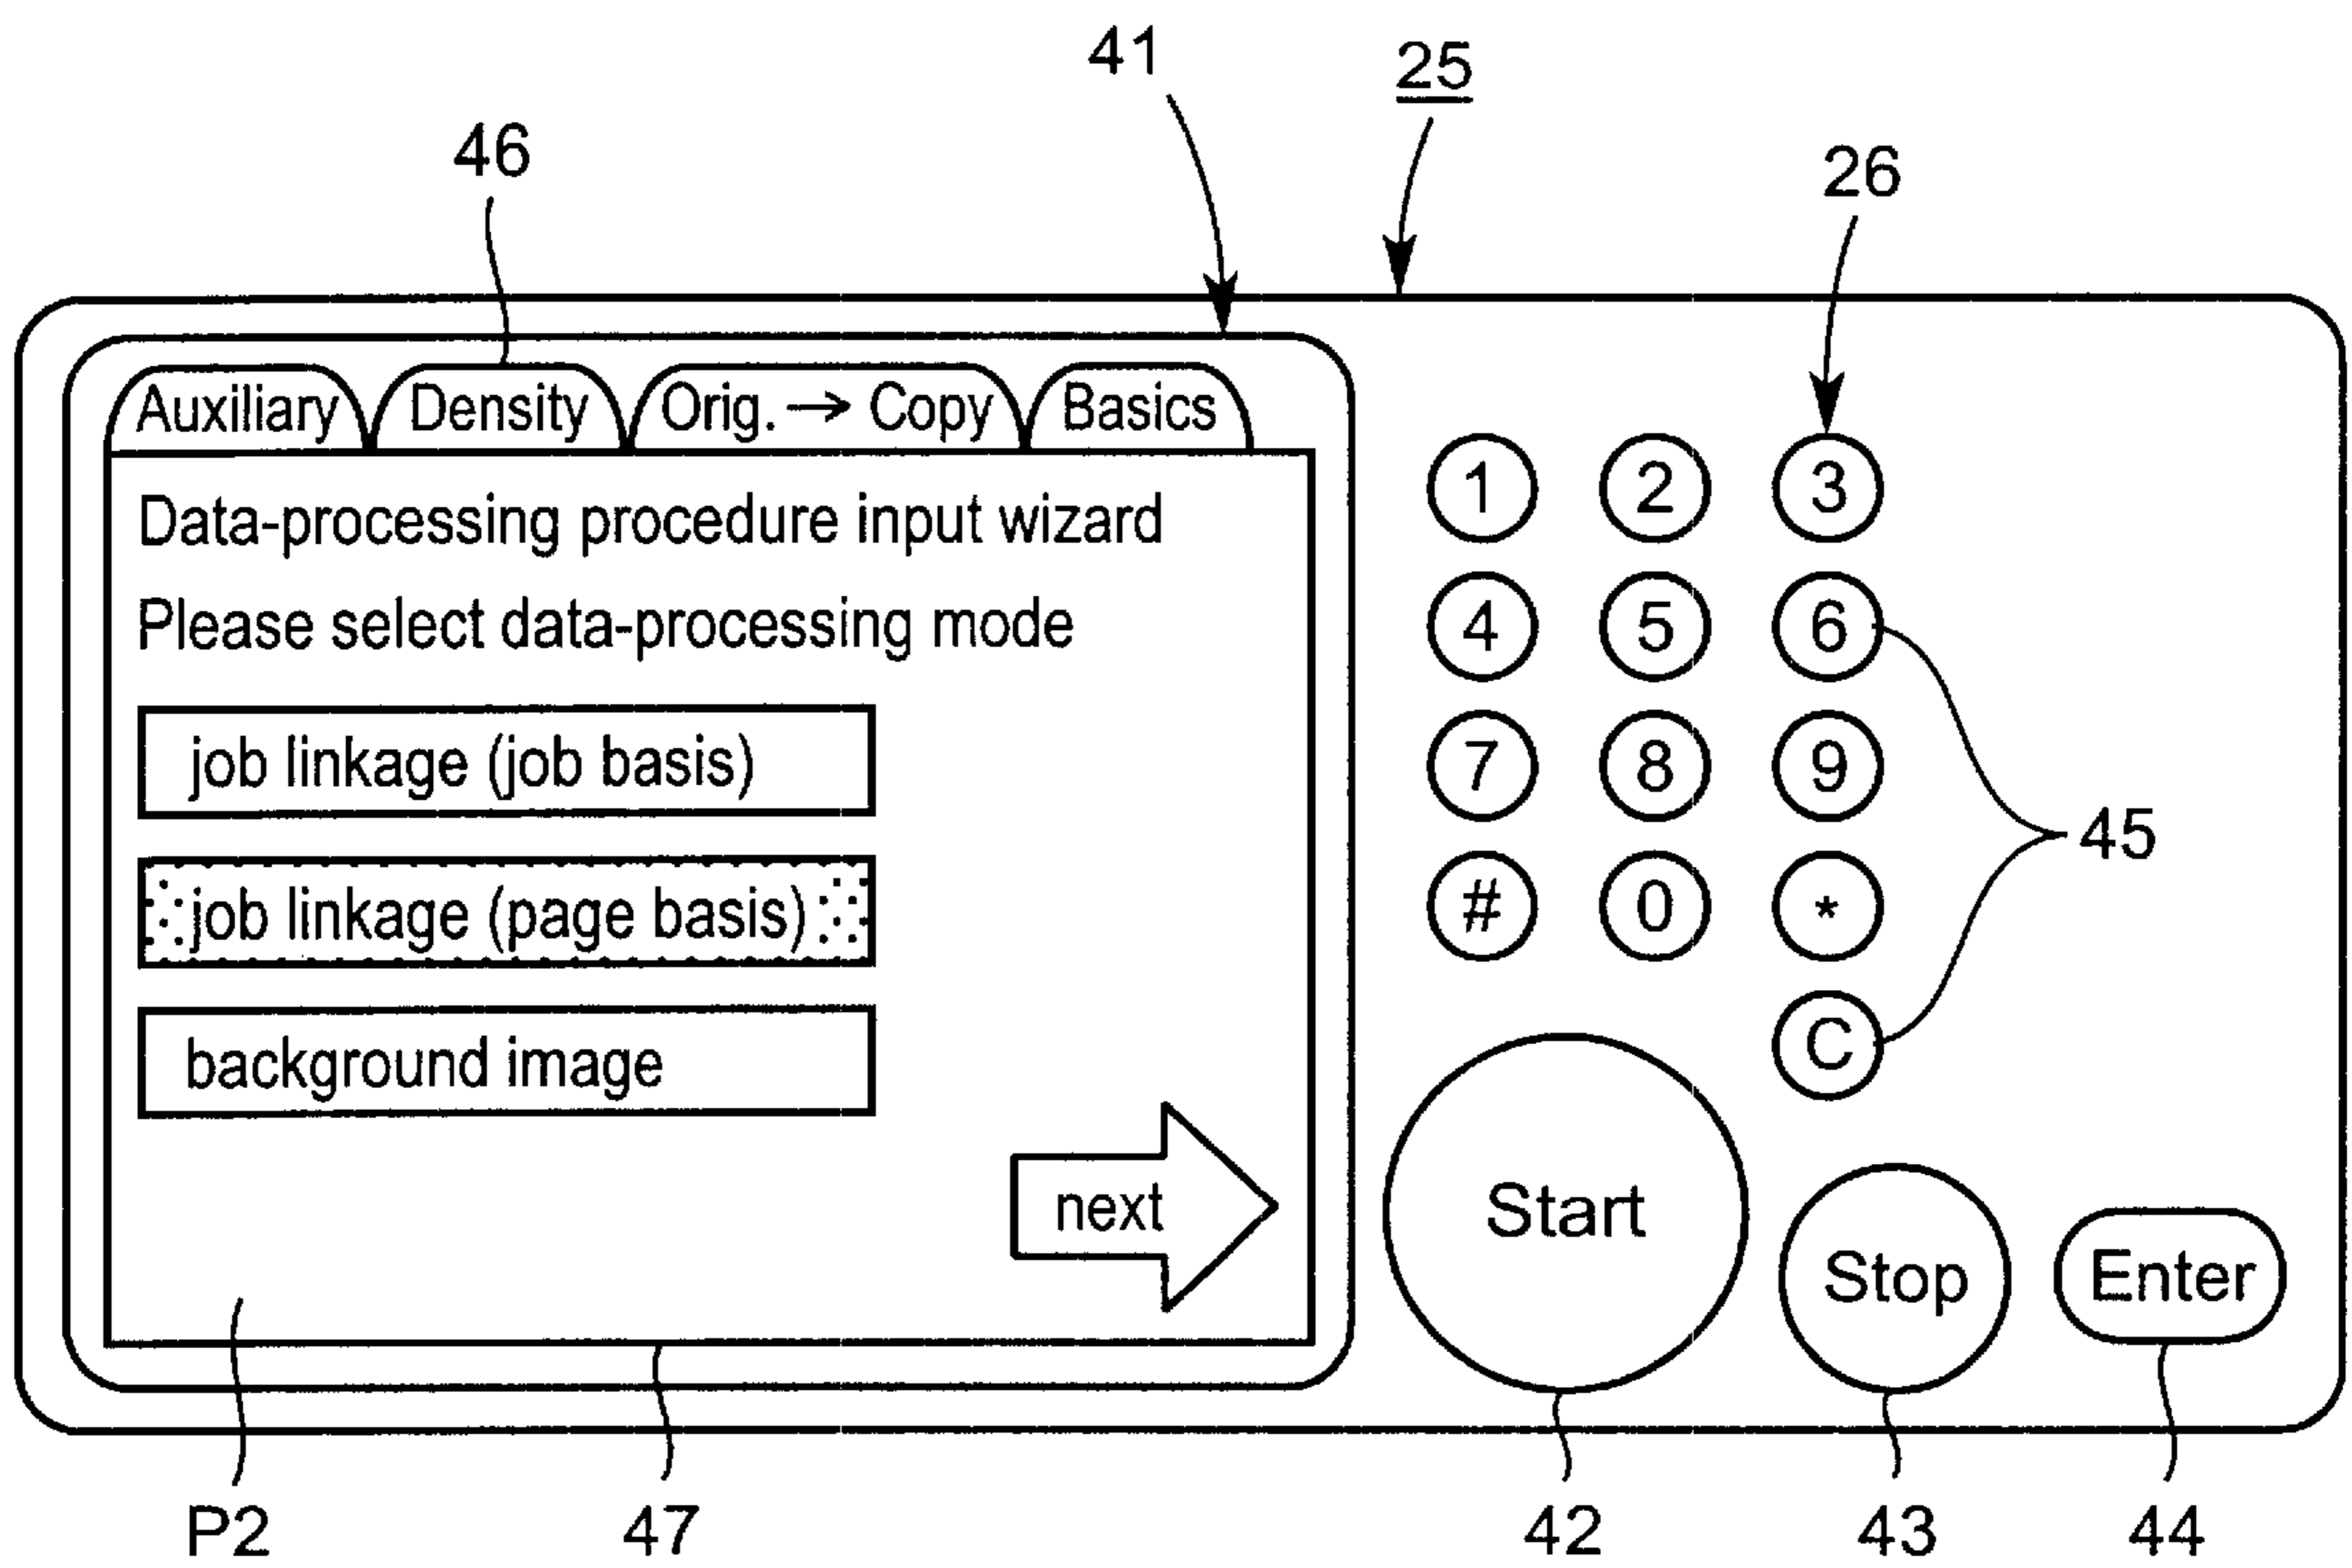 41
25
46
26
Auxiliary
Density
Orig. → Copy
Basics
Data-processing procedure input wizard
Please select data-processing mode
job linkage (job basis)
job linkage (page basis)
background image
next
1 2 3
4 5 6
7 8 9
# 0 *
C
45
Start
Stop
Enter
P2
47
42
43
44